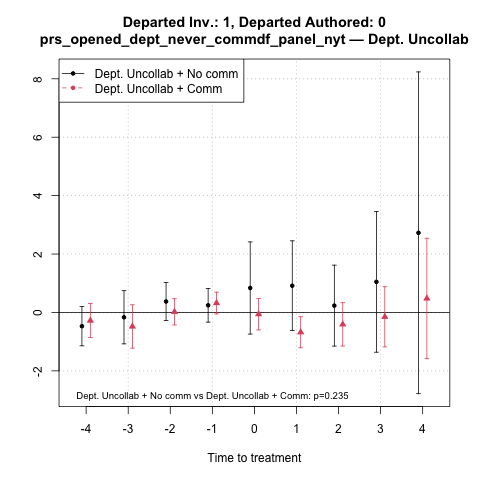 Departed Inv.: 1, Departed Authored: 0
prs_opened_dept_never_commdf_panel_nyt — Dept. Uncollab
Dept. Uncollab + No comm
Dept. Uncollab + Comm
8
6
4
2
0
-2
Dept. Uncollab + No comm vs Dept. Uncollab + Comm: p=0.235
-4 -3 -2 -1 0 1 2 3 4
Time to treatment